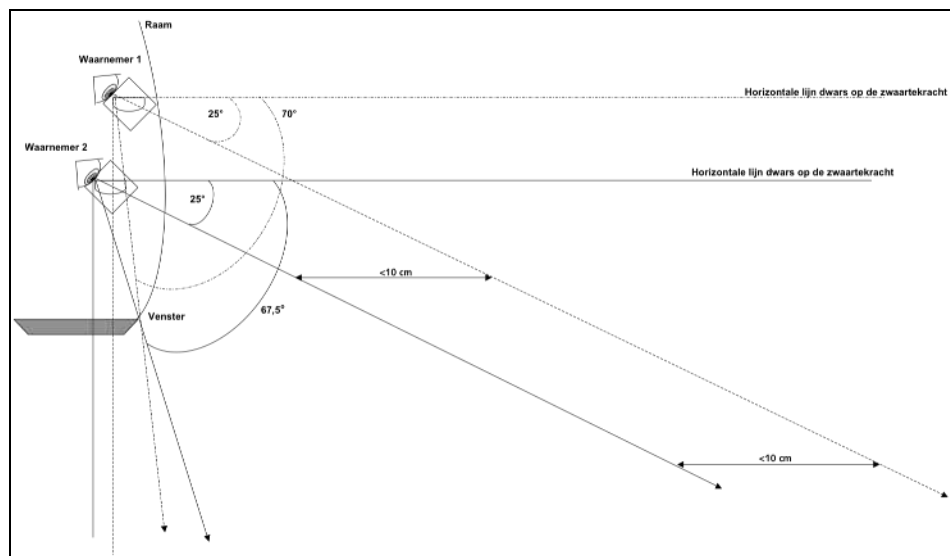 Raam
Waarnemer 1
Horizontale lijn dwars op de zwaartekracht
25°
70°
Waarnemer 2
Horizontale lijn dwars op de zwaartekracht
25°
<10 cm
67,5°
Venster
<10 cm